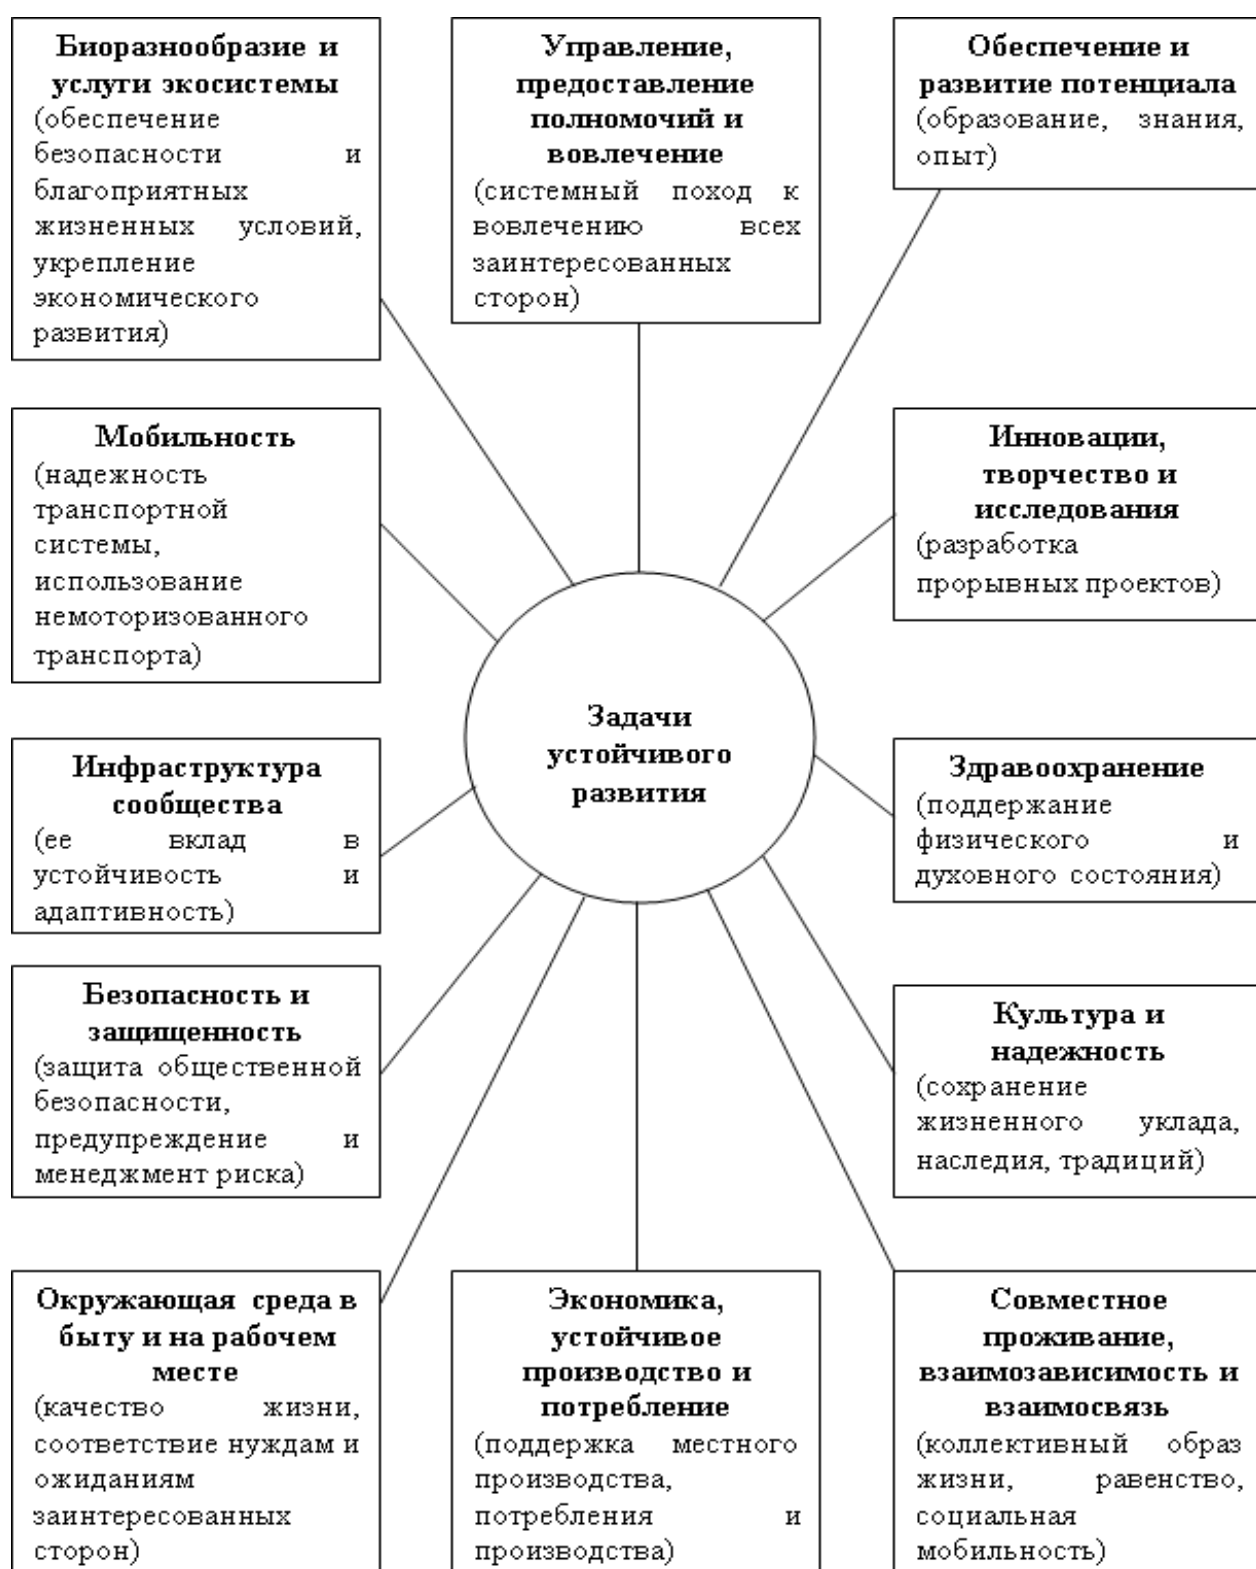 Биоразнообразие и
услуги экосистемы
(обеспечение
безопасности и
благоприятных
жизненных условий,
укрепление
экономического
развития)
Управление,
предоставление
полномочий и
вовлечение
(системный поход к
вовлечению всех
заинтересованных
сторон)
Обеспечение и
развитие потенциала
(образование, знания,
опыт)
Мобильность
(надежность
транспортной
системы,
использование
немоторизованного
транспорта)
Инновации,
творчество и
исследования
(разработка
прорывных проектов)
Задачи
устойчивого
развития
Инфраструктура
сообщества
(ее вклад в
устойчивость и
адаптивность)
Здравоохранение
(поддержание
физического и
духовного состояния)
Безопасность и
защищенность
(защита общественной
безопасности,
предупреждение и
менеджмент риска)
Культура и
надежность
(сохранение
жизненного уклада,
наследия, традиций)
Окружающая среда в
быту и на рабочем
месте
(качество жизни,
соответствие нуждам и
ожиданиям
заинтересованных
сторон)
Экономика,
устойчивое
производство и
потребление
(поддержка местного
производства,
потребления и
производства)
Совместное
проживание,
взаимозависимость и
взаимосвязь
(коллективный образ
жизни, равенство,
социальная
мобильность)